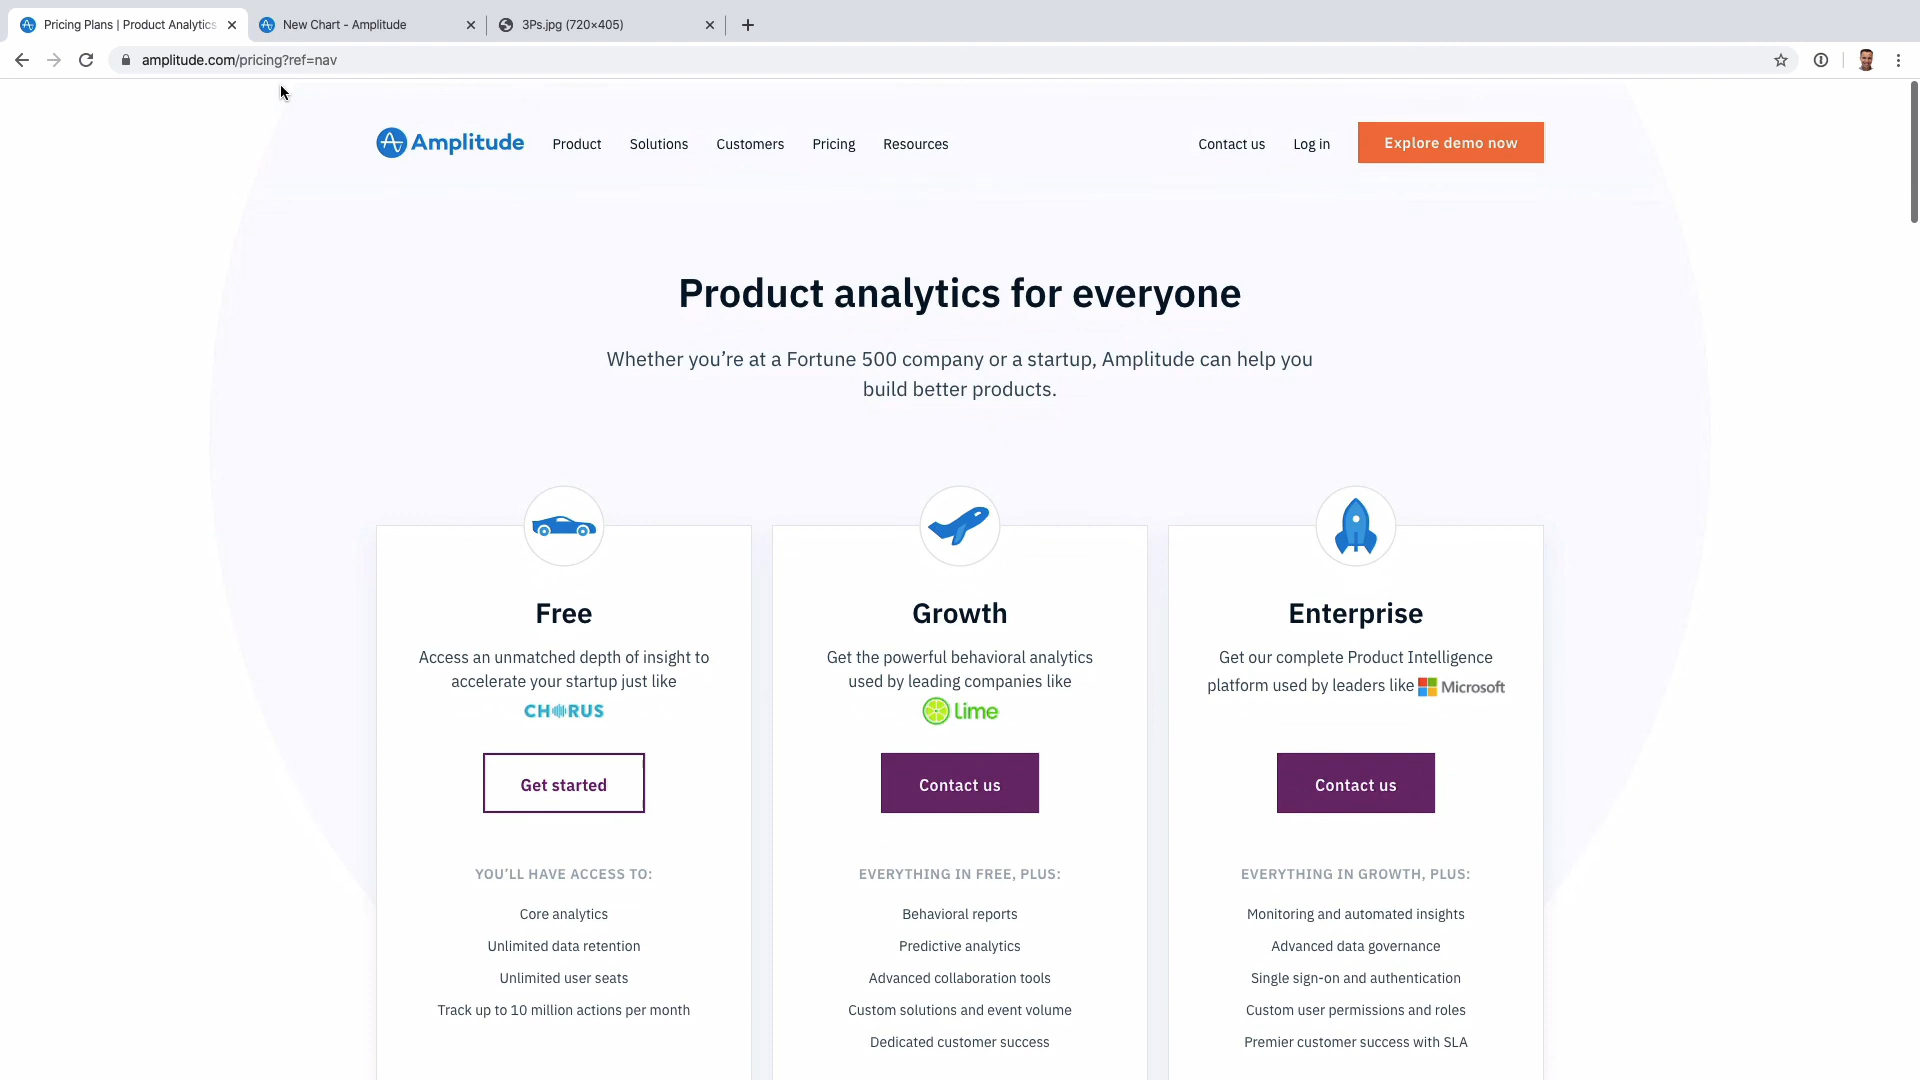 Pricing Plans | Product Analytics
New Chart - Amplitude
3Ps.jpg (720×405)
amplitude.com/pricing?ref=nav
Amplitude
Product
Solutions
Customers
Pricing
Resources
Contact us
Log in
Explore demo now
Product analytics for everyone
Whether you’re at a Fortune 500 company or a startup, Amplitude can help you
build better products.
Free
Access an unmatched depth of insight to
accelerate your startup just like
CHORUS
Get started
YOU’LL HAVE ACCESS TO:
Core analytics
Unlimited data retention
Unlimited user seats
Track up to 10 million actions per month
Growth
Get the powerful behavioral analytics
used by leading companies like
Lime
Contact us
EVERYTHING IN FREE, PLUS:
Behavioral reports
Predictive analytics
Advanced collaboration tools
Custom solutions and event volume
Dedicated customer success
Enterprise
Get our complete Product Intelligence
platform used by leaders like Microsoft
Contact us
EVERYTHING IN GROWTH, PLUS:
Monitoring and automated insights
Advanced data governance
Single sign-on and authentication
Custom user permissions and roles
Premier customer success with SLA